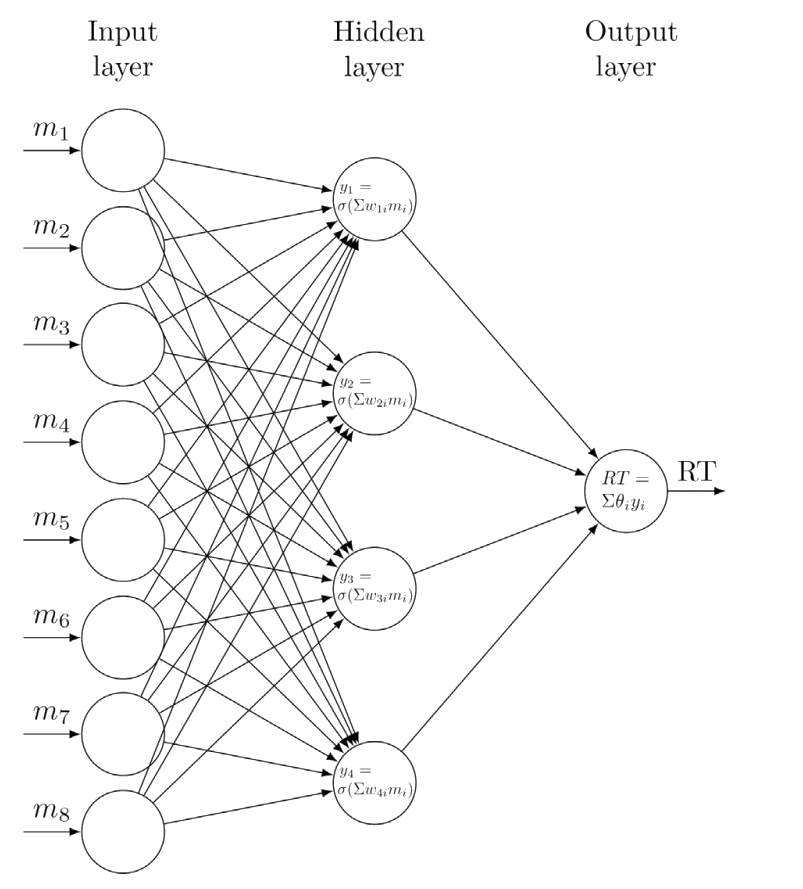 Input layer
Hidden layer
Output layer
m₁
m₂
m₃
m₄
m₅
m₆
m₇
m₈
y₁ =
σ(Σw₁ᵢmᵢ)
y₂ =
σ(Σw₂ᵢmᵢ)
y₃ =
σ(Σw₃ᵢmᵢ)
y₄ =
σ(Σw₄ᵢmᵢ)
RT =
Σθᵢyᵢ
RT